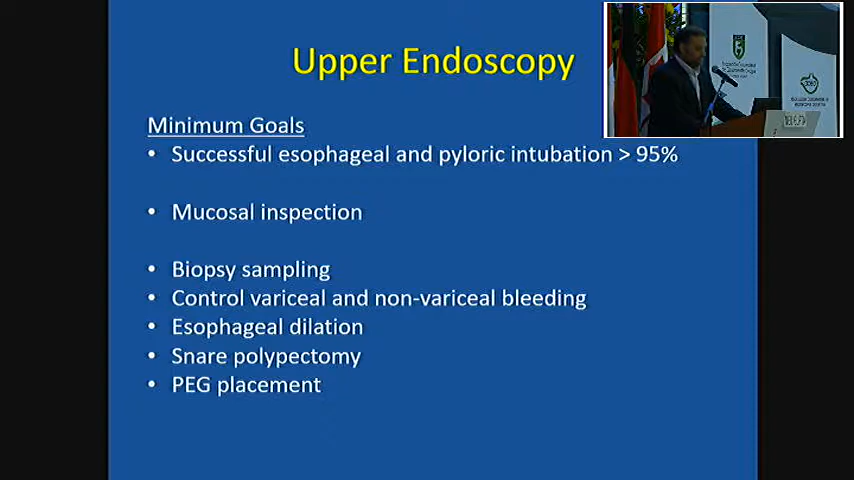 Upper Endoscopy
Minimum Goals
• Successful esophageal and pyloric intubation > 95%
• Mucosal inspection
• Biopsy sampling
• Control variceal and non-variceal bleeding
• Esophageal dilation
• Snare polypectomy
• PEG placement